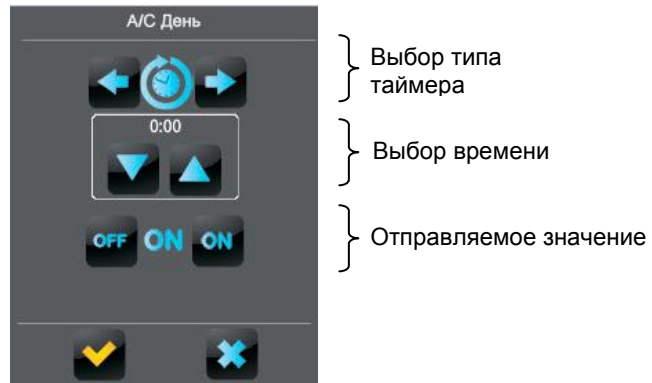 A/C День
Выбор типа
таймера
0:00
Выбор времени
OFF ON ON
Отправляемое значение